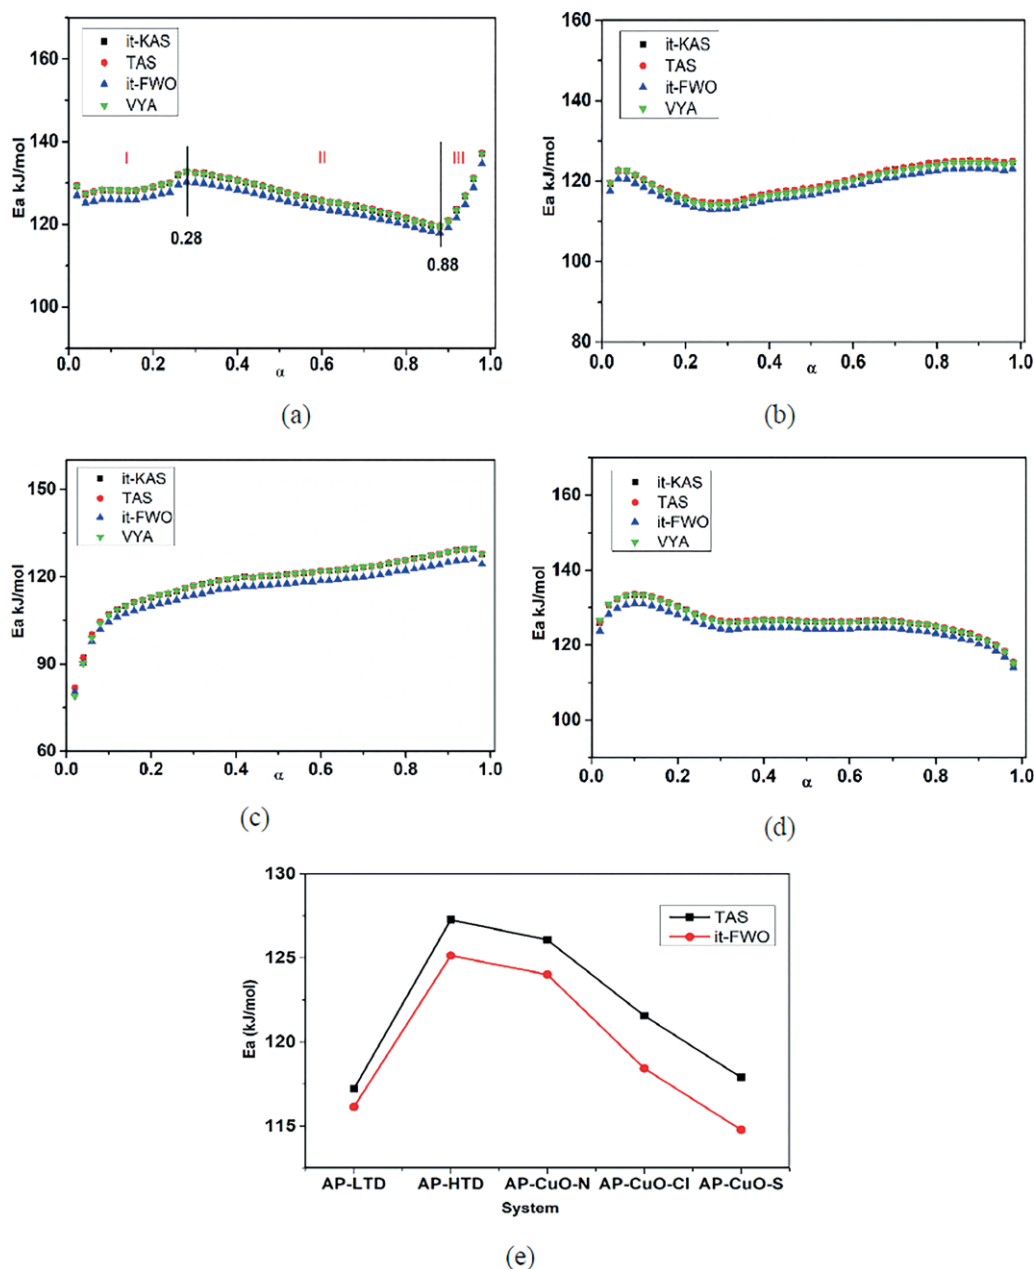 160
140
120
100
Ea kJ/mol
it-KAS
TAS
it-FWO
VYA
I
II
III
0.28
0.88
0.0 0.2 0.4 0.6 0.8 1.0
α
(a)
160
140
120
100
80
Ea kJ/mol
it-KAS
TAS
it-FWO
VYA
0.0 0.2 0.4 0.6 0.8 1.0
α
(b)
150
120
90
60
Ea kJ/mol
it-KAS
TAS
it-FWO
VYA
0.0 0.2 0.4 0.6 0.8 1.0
α
(c)
160
140
120
100
Ea kJ/mol
it-KAS
TAS
it-FWO
VYA
0.0 0.2 0.4 0.6 0.8 1.0
α
(d)
130
125
120
115
Ea (kJ/mol)
TAS
it-FWO
AP-LTD AP-HTD AP-CuO-N AP-CuO-Cl AP-CuO-S
System
(e)